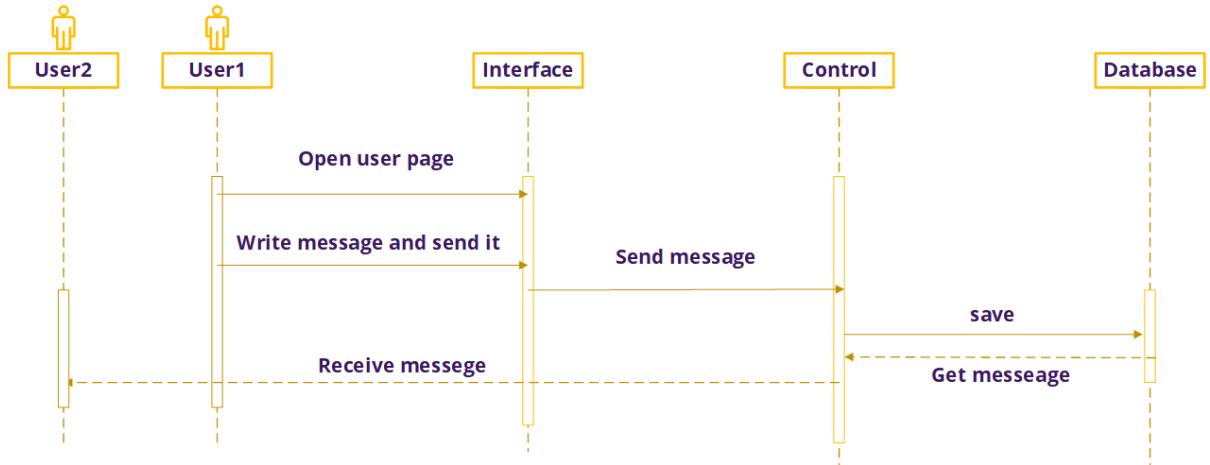 User2
User1
Interface
Control
Database
Open user page
Write message and send it
Send message
save
Receive messege
Get messeage